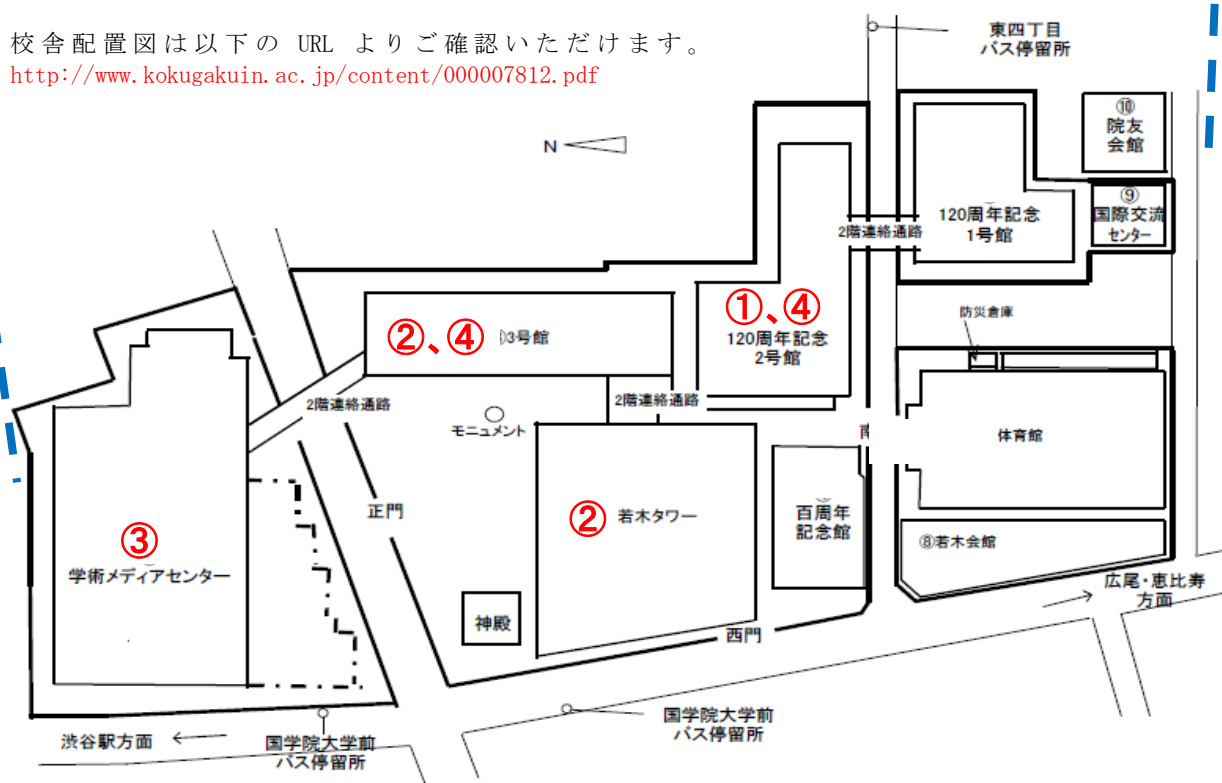 校舎配置図は以下の URL よりご確認いただけます。
http://www.kokugakuin.ac.jp/content/000007812.pdf
東四丁目
バス停留所
⑩
院友
会館
N
⑨
国際交流
センター
120周年記念
1号館
2階連絡通路
防災倉庫
①、④
120周年記念
2号館
②、④
3号館
2階連絡通路
2階連絡通路
モニュメント
体育館
南
正門
②
若木タワー
百周年
記念館
③
学術メディアセンター
⑧若木会館
広尾・恵比寿
方面
神殿
西門
国学院大学前
バス停留所
渋谷駅方面
国学院大学前
バス停留所